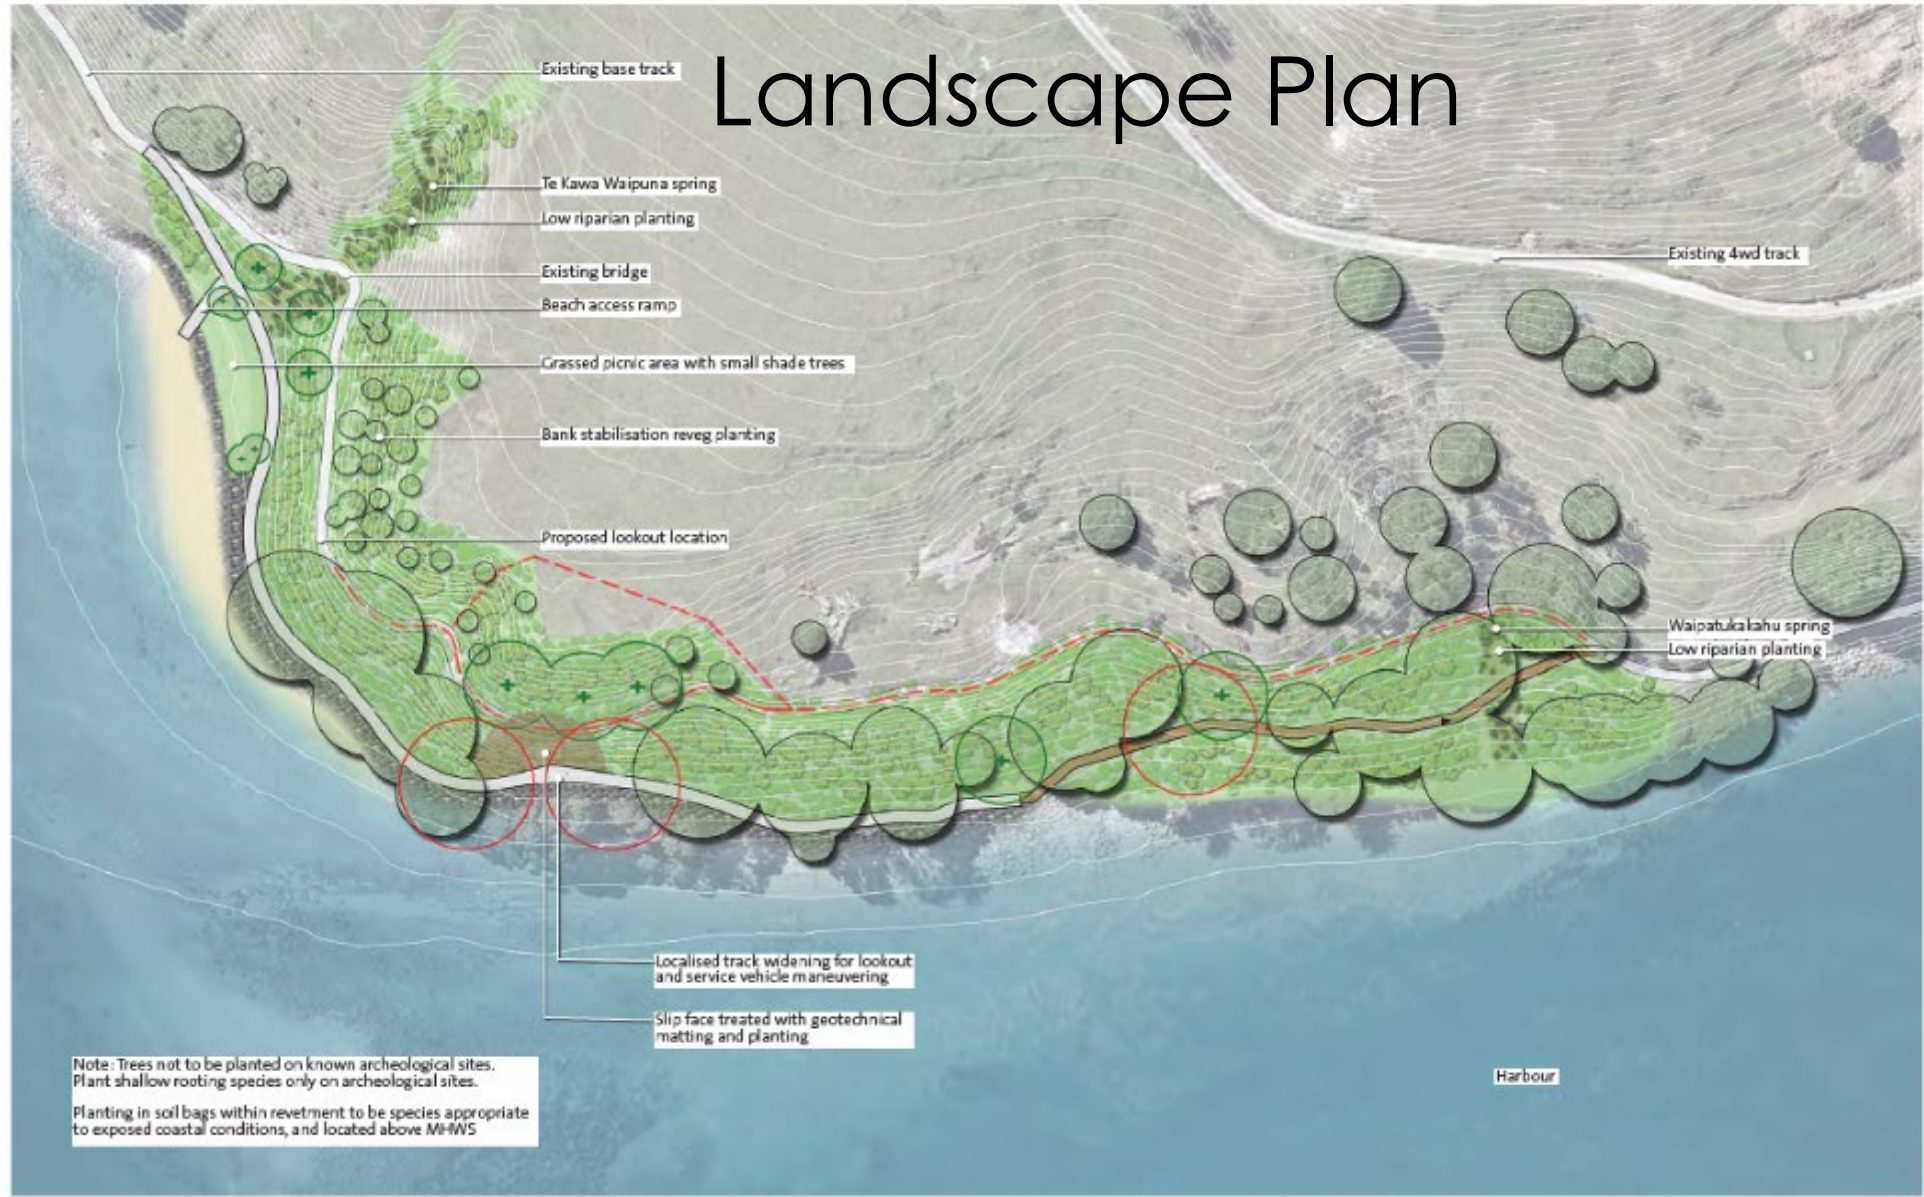 Landscape Plan
Existing base track
Te Kawa Waipuna spring
Low riparian planting
Existing bridge
Beach access ramp
Grassed picnic area with small shade trees
Bank stabilisation reveg planting
Proposed lookout location
Existing 4wd track
Waipatukakahu spring
Low riparian planting
Localised track widening for lookout
and service vehicle maneuvering
Slip face treated with geotechnical
matting and planting
Note: Trees not to be planted on known archeological sites.
Plant shallow rooting species only on archeological sites.
Planting in soil bags within revetment to be species appropriate
to exposed coastal conditions, and located above MHWS
Harbour